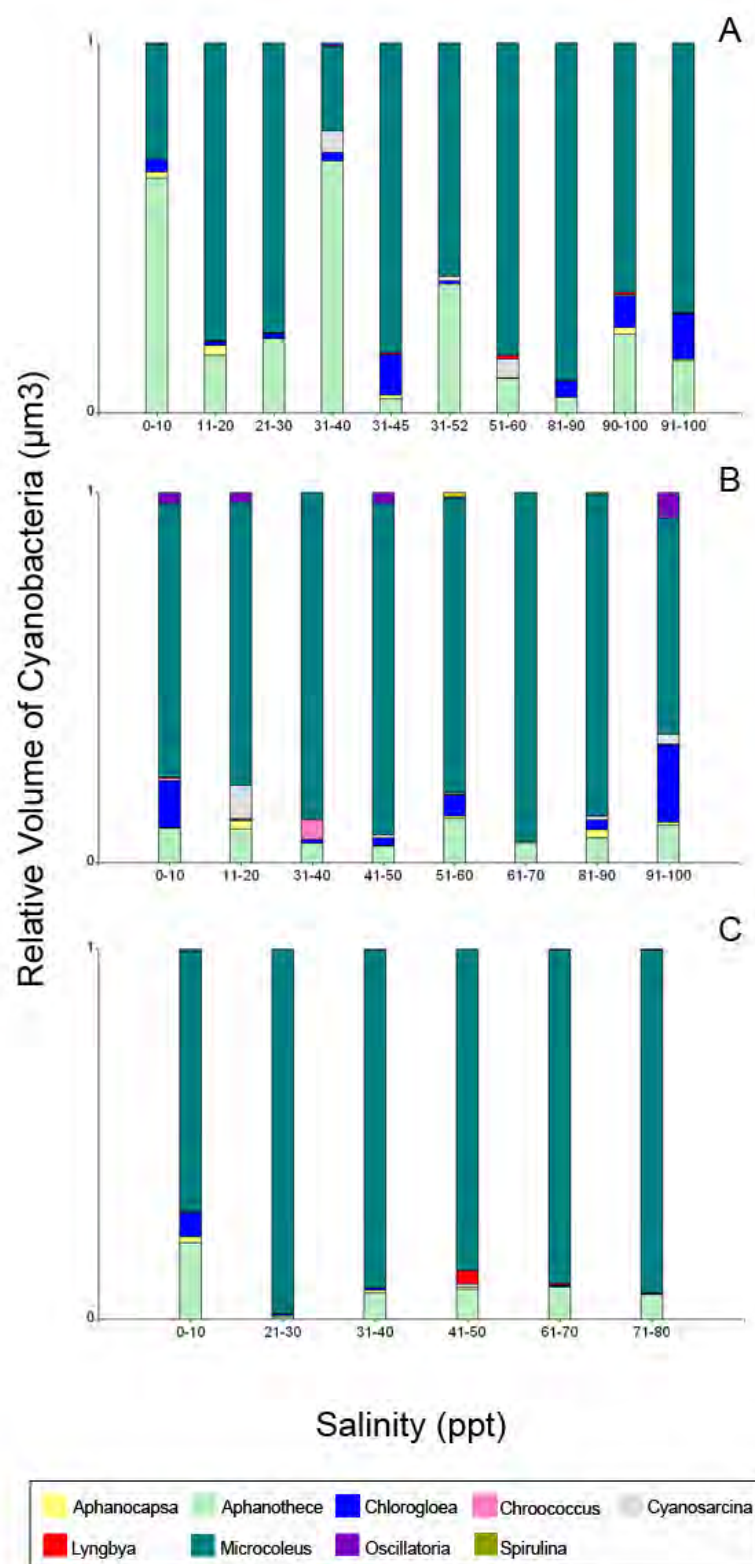 A
Relative Volume of Cyanobacteria (µm3)
1
0
0-10 11-20 21-30 31-40 31-45 31-52 51-60 81-90 90-100 91-100
B
1
0
0-10 11-20 31-40 41-50 51-60 61-70 81-90 91-100
C
1
0
0-10 21-30 31-40 41-50 61-70 71-80
Salinity (ppt)
Aphanocapsa Aphanothece Chlorogloea Chroococcus Cyanosarcina
Lyngbya Microcoleus Oscillatoria Spirulina